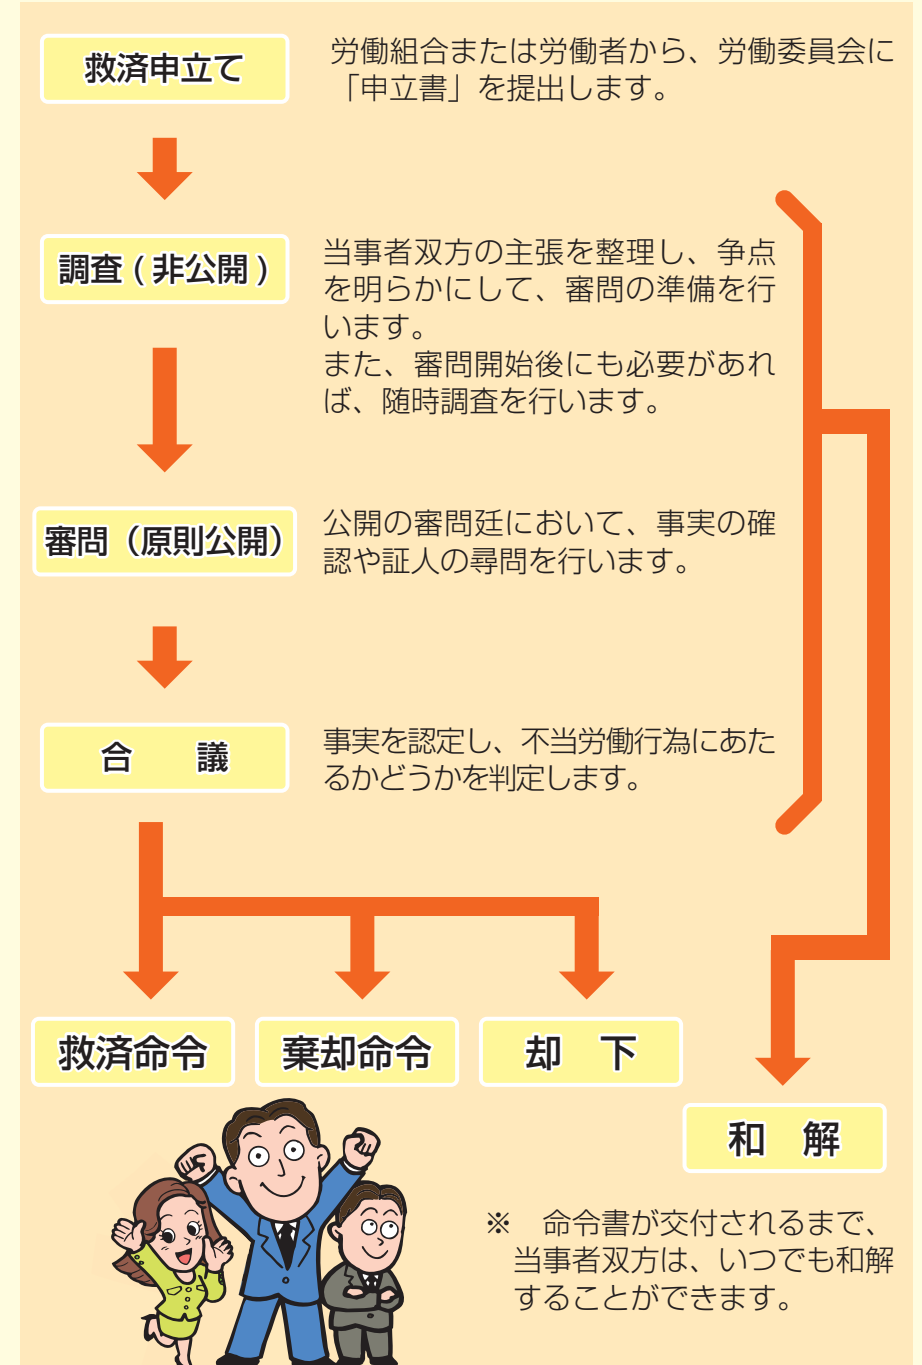 救済申立て
労働組合または労働者から、労働委員会に
「申立書」を提出します。
調査(非公開)
当事者双方の主張を整理し、争点
を明らかにして、審問の準備を行
います。
また、審問開始後にも必要があれ
ば、随時調査を行います。
審問（原則公開）
公開の審問廷において、事実の確
認や証人の尋問を行います。
合　議
事実を認定し、不当労働行為にあた
るかどうかを判定します。
救済命令
棄却命令
却　下
和　解
※　命令書が交付されるまで、
当事者双方は、いつでも和解
することができます。